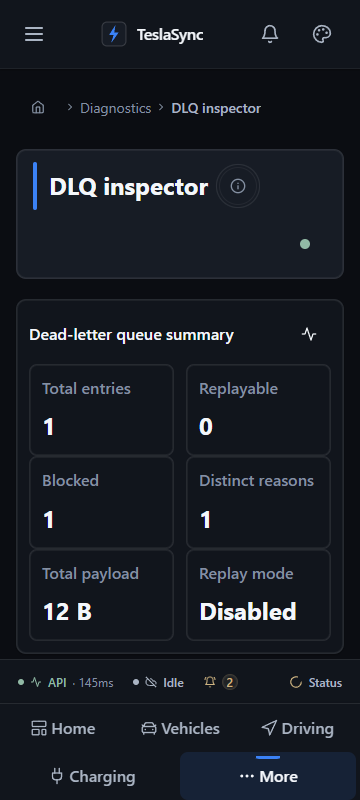 TeslaSync
Diagnostics DLQ inspector
DLQ inspector
Dead-letter queue summary
Total entries
1
Replayable
0
Blocked
1
Distinct reasons
1
Total payload
12 B
Replay mode
Disabled
API · 145ms Idle 2 Status
Home Vehicles Driving
Charging ··· More